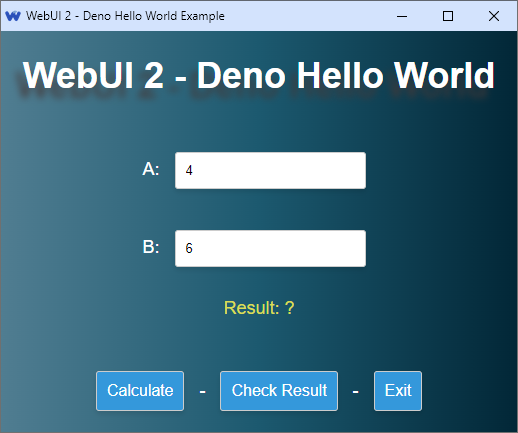 WebUI 2 - Deno Hello World Example
WebUI 2 - Deno Hello World
A: 4
B: 6
Result: ?
Calculate - Check Result - Exit